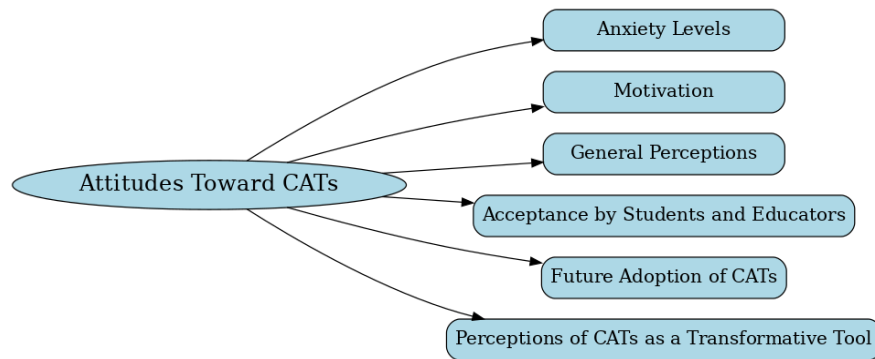 Anxiety Levels
Motivation
General Perceptions
Attitudes Toward CATs
Acceptance by Students and Educators
Future Adoption of CATs
Perceptions of CATs as a Transformative Tool